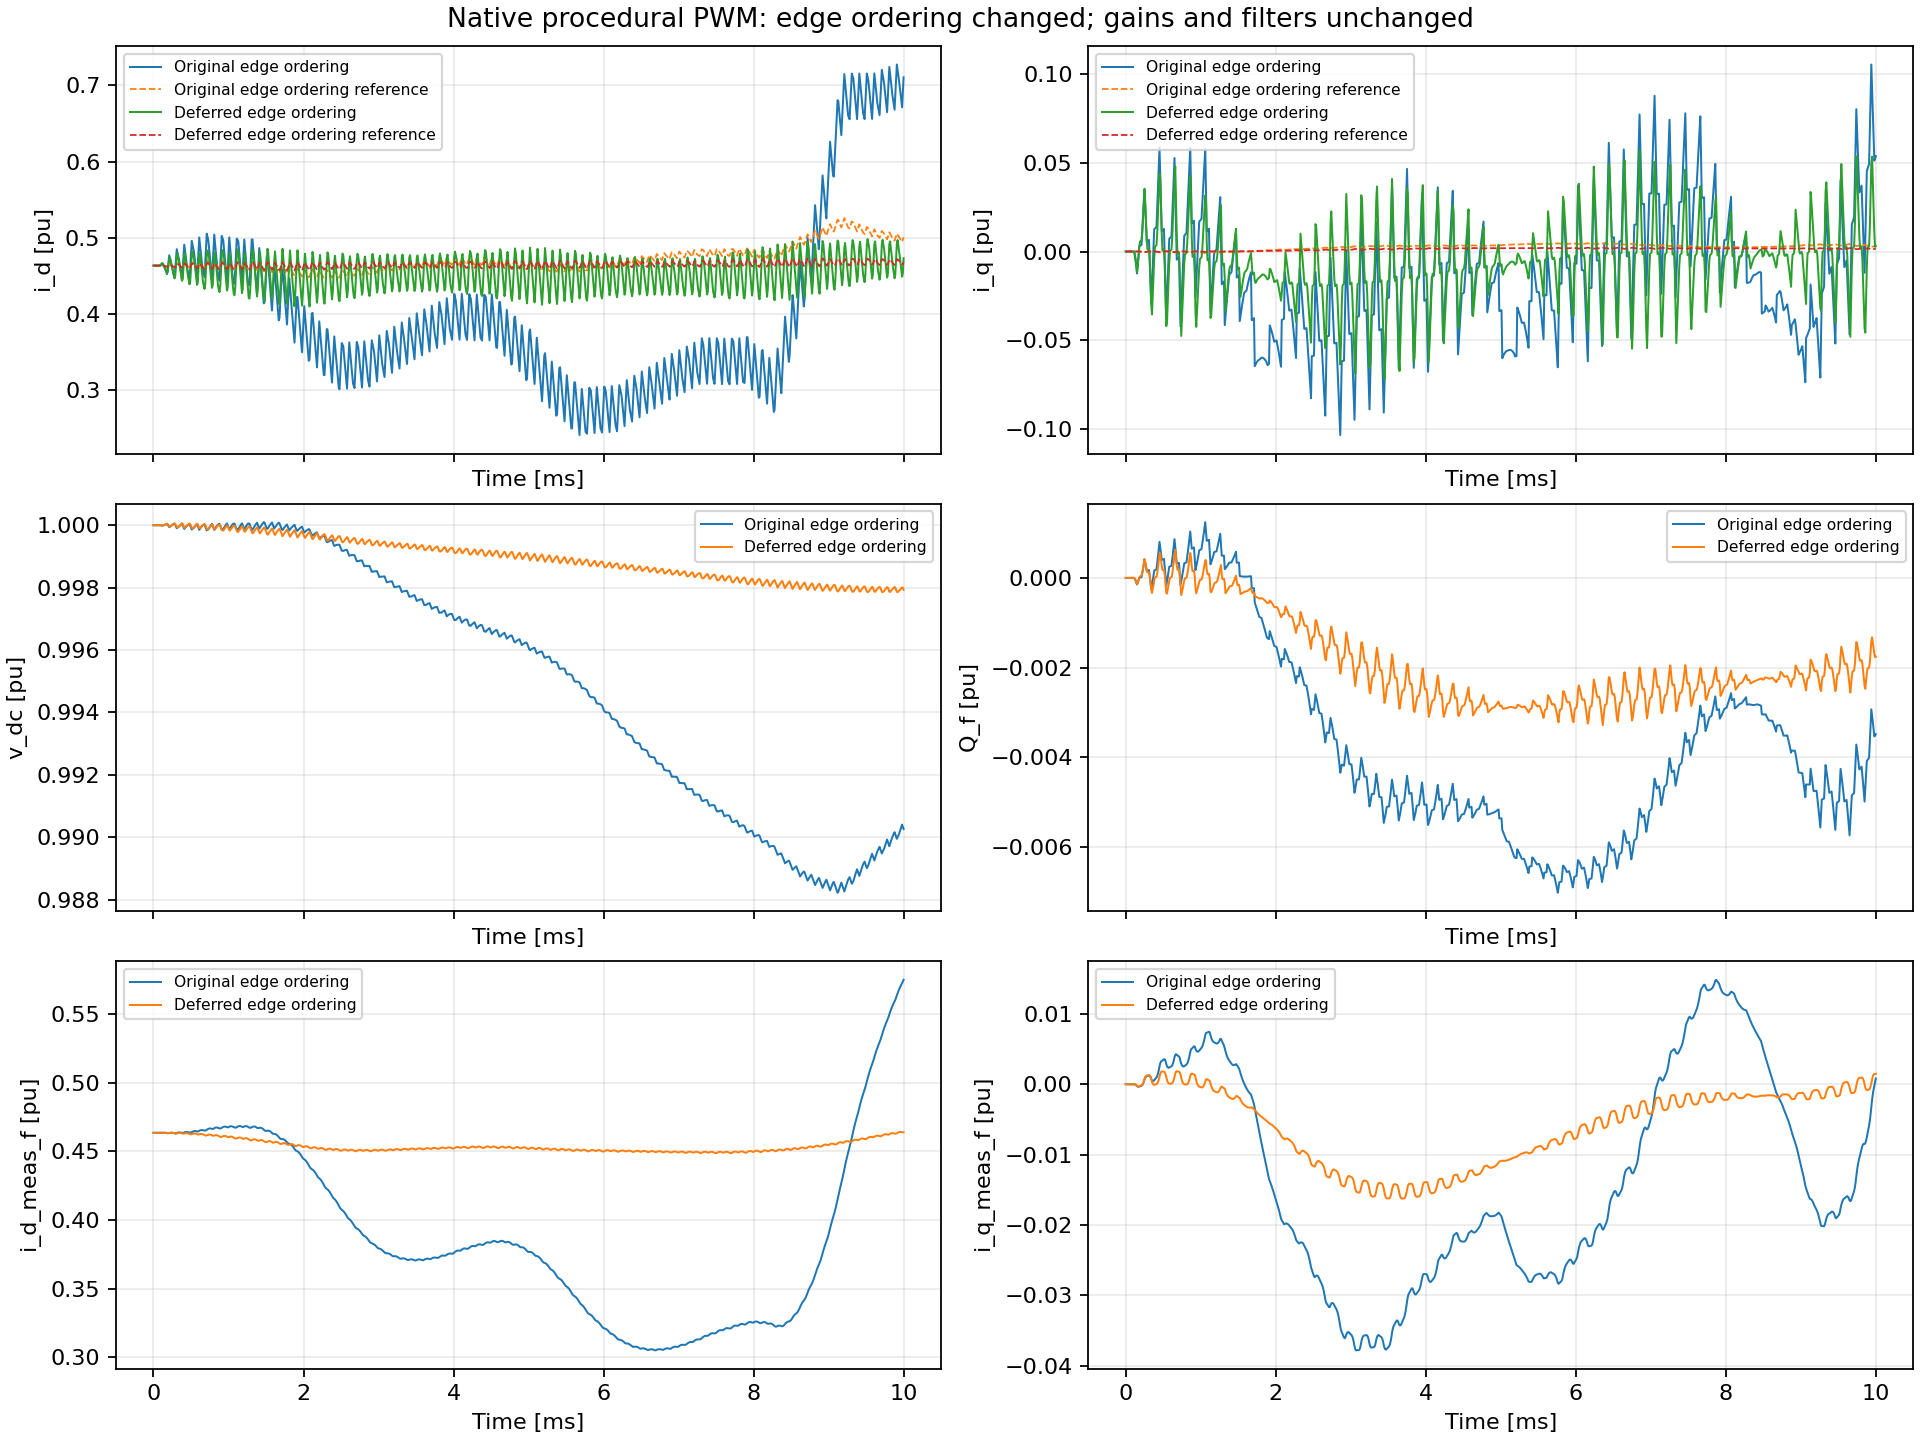 Native procedural PWM: edge ordering changed; gains and filters unchanged
Original edge ordering
Original edge ordering reference
Deferred edge ordering
Deferred edge ordering reference
0.7
0.6
0.5
0.4
0.3
i_d [pu]
Time [ms]
Original edge ordering
Original edge ordering reference
Deferred edge ordering
Deferred edge ordering reference
0.10
0.05
0.00
−0.05
−0.10
i_q [pu]
Time [ms]
Original edge ordering
Deferred edge ordering
1.000
0.998
0.996
0.994
0.992
0.990
0.988
v_dc [pu]
Time [ms]
Original edge ordering
Deferred edge ordering
0.000
−0.002
−0.004
−0.006
Q_f [pu]
Time [ms]
Original edge ordering
Deferred edge ordering
0.55
0.50
0.45
0.40
0.35
0.30
i_d_meas_f [pu]
0 2 4 6 8 10
Time [ms]
Original edge ordering
Deferred edge ordering
0.01
0.00
−0.01
−0.02
−0.03
−0.04
i_q_meas_f [pu]
0 2 4 6 8 10
Time [ms]